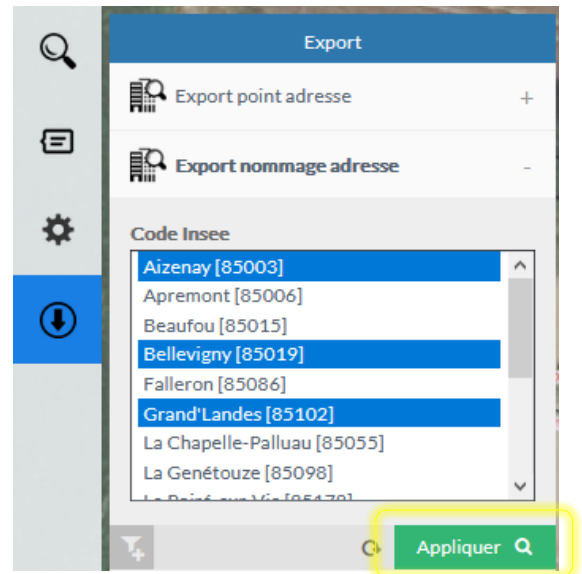 Export
Export point adresse +
Export nommage adresse -
Code Insee
Aizenay [85003]
Apremont [85006]
Beaufou [85015]
Bellevigny [85019]
Falleron [85086]
Grand'Landes [85102]
La Chapelle-Palluau [85055]
La Genétouze [85098]
Appliquer